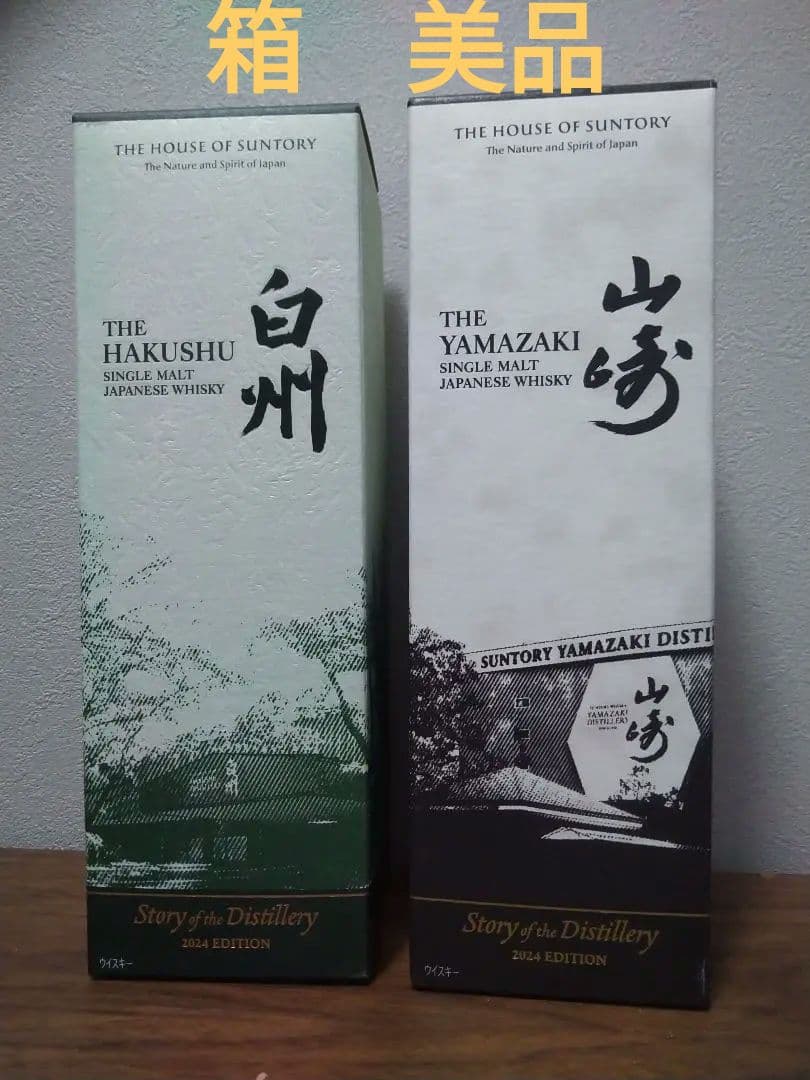 箱　美品
THE HOUSE OF SUNTORY
The Nature and Spirit of Japan
THE
HAKUSHU
SINGLE MALT
JAPANESE WHISKY
白州
Story of the Distillery
2024 EDITION
ウイスキー
THE HOUSE OF SUNTORY
The Nature and Spirit of Japan
THE
YAMAZAKI
SINGLE MALT
JAPANESE WHISKY
山崎
SUNTORY YAMAZAKI DISTI
YAMAZAKI
DISTILLERY
山崎
Story of the Distillery
2024 EDITION
ウイスキー